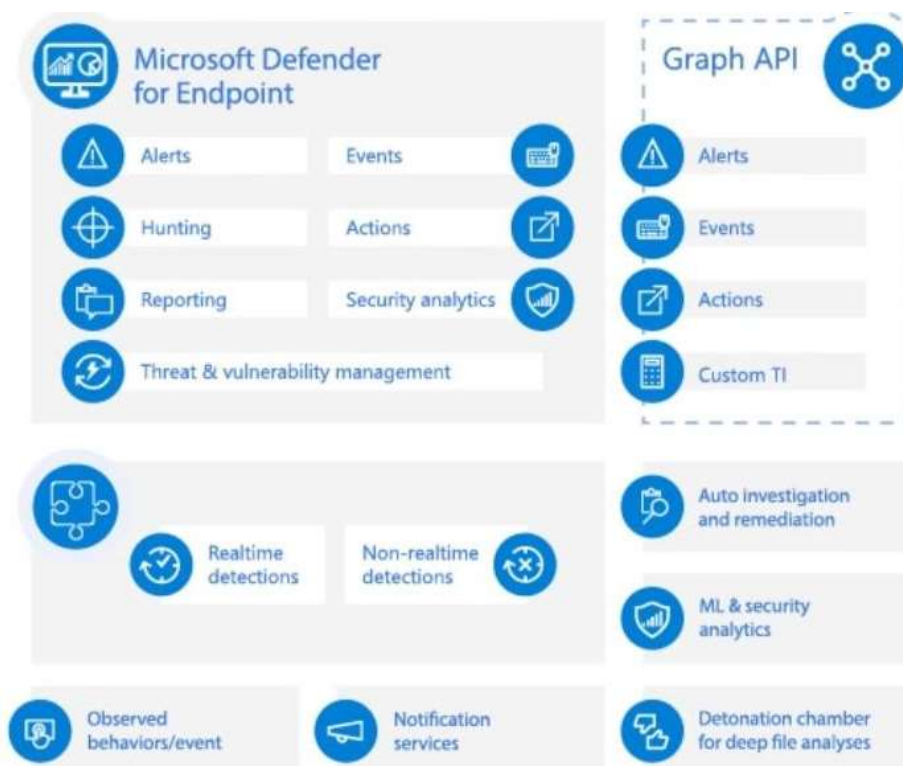 Microsoft Defender
for Endpoint
Alerts
Events
Hunting
Actions
Reporting
Security analytics
Threat & vulnerability management
Graph API
Alerts
Events
Actions
Custom TI
Realtime
detections
Non-realtime
detections
Auto investigation
and remediation
ML & security
analytics
Observed
behaviors/event
Notification
services
Detonation chamber
for deep file analyses